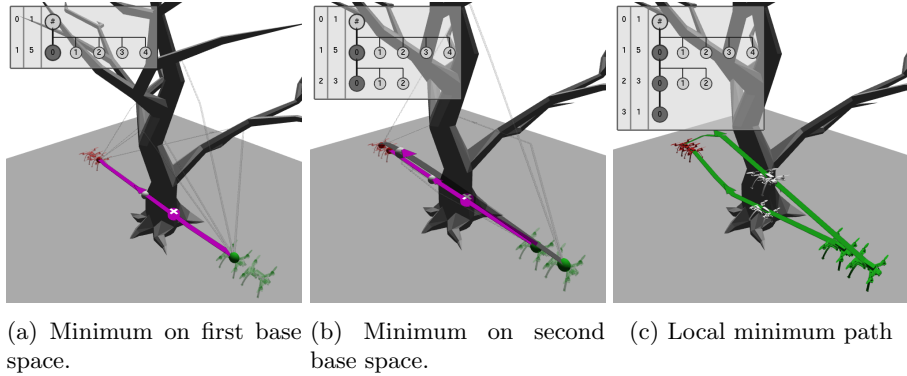 0 1 #
1 5 0 1 2 3 4
0 1 #
1 5 0 1 2 3 4
2 3 0 1 2
0 1 #
1 5 0 1 2 3 4
2 3 0 1 2
3 1 0
(a) Minimum on first base
space.
(b) Minimum on second
base space.
(c) Local minimum path